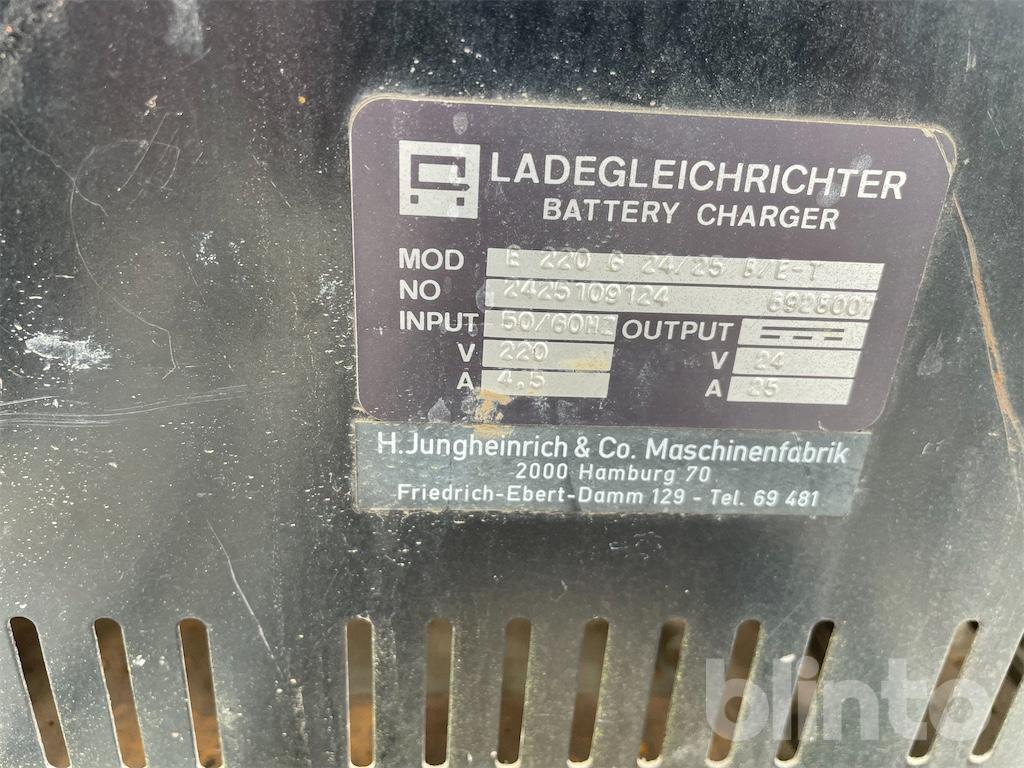 LADEGLEICHRICHTER
BATTERY CHARGER
MOD E 220 G 24/25 B/E-T
NO 2425109124 6928007
INPUT 50/60HZ OUTPUT
V 220 V 24
A 4,5 A 25
H.Jungheinrich & Co. Maschinenfabrik
2000 Hamburg 70
Friedrich-Ebert-Damm 129 - Tel. 69 481
blinto